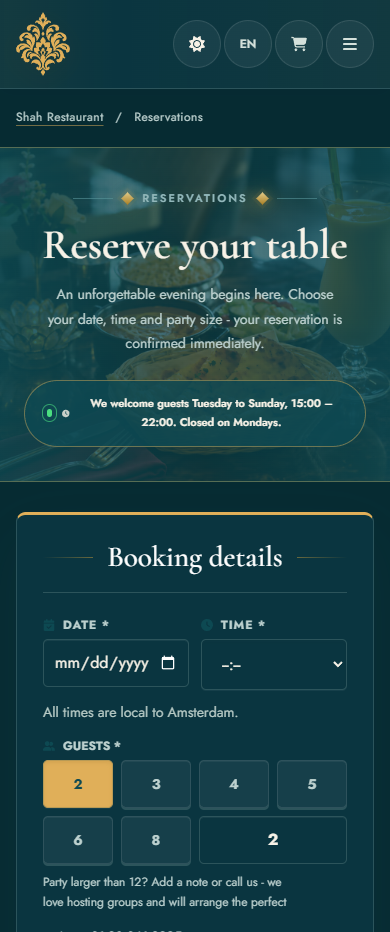 EN
Shah Restaurant / Reservations
RESERVATIONS
Reserve your table
An unforgettable evening begins here. Choose
your date, time and party size - your reservation is
confirmed immediately.
We welcome guests Tuesday to Sunday, 15:00 –
22:00. Closed on Mondays.
Booking details
DATE * TIME *
mm/dd/yyyy –:–
All times are local to Amsterdam.
GUESTS *
2 3 4 5
6 8 2
Party larger than 12? Add a note or call us - we
love hosting groups and will arrange the perfect